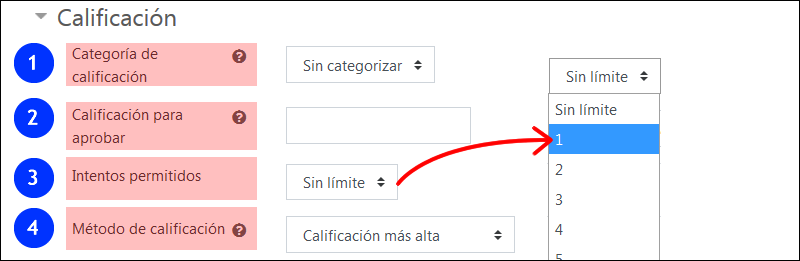 Calificación
1 Categoría de calificación Sin categorizar
2 Calificación para aprobar
3 Intentos permitidos Sin límite
4 Método de calificación Calificación más alta
Sin límite
Sin límite
1
2
3
4
5